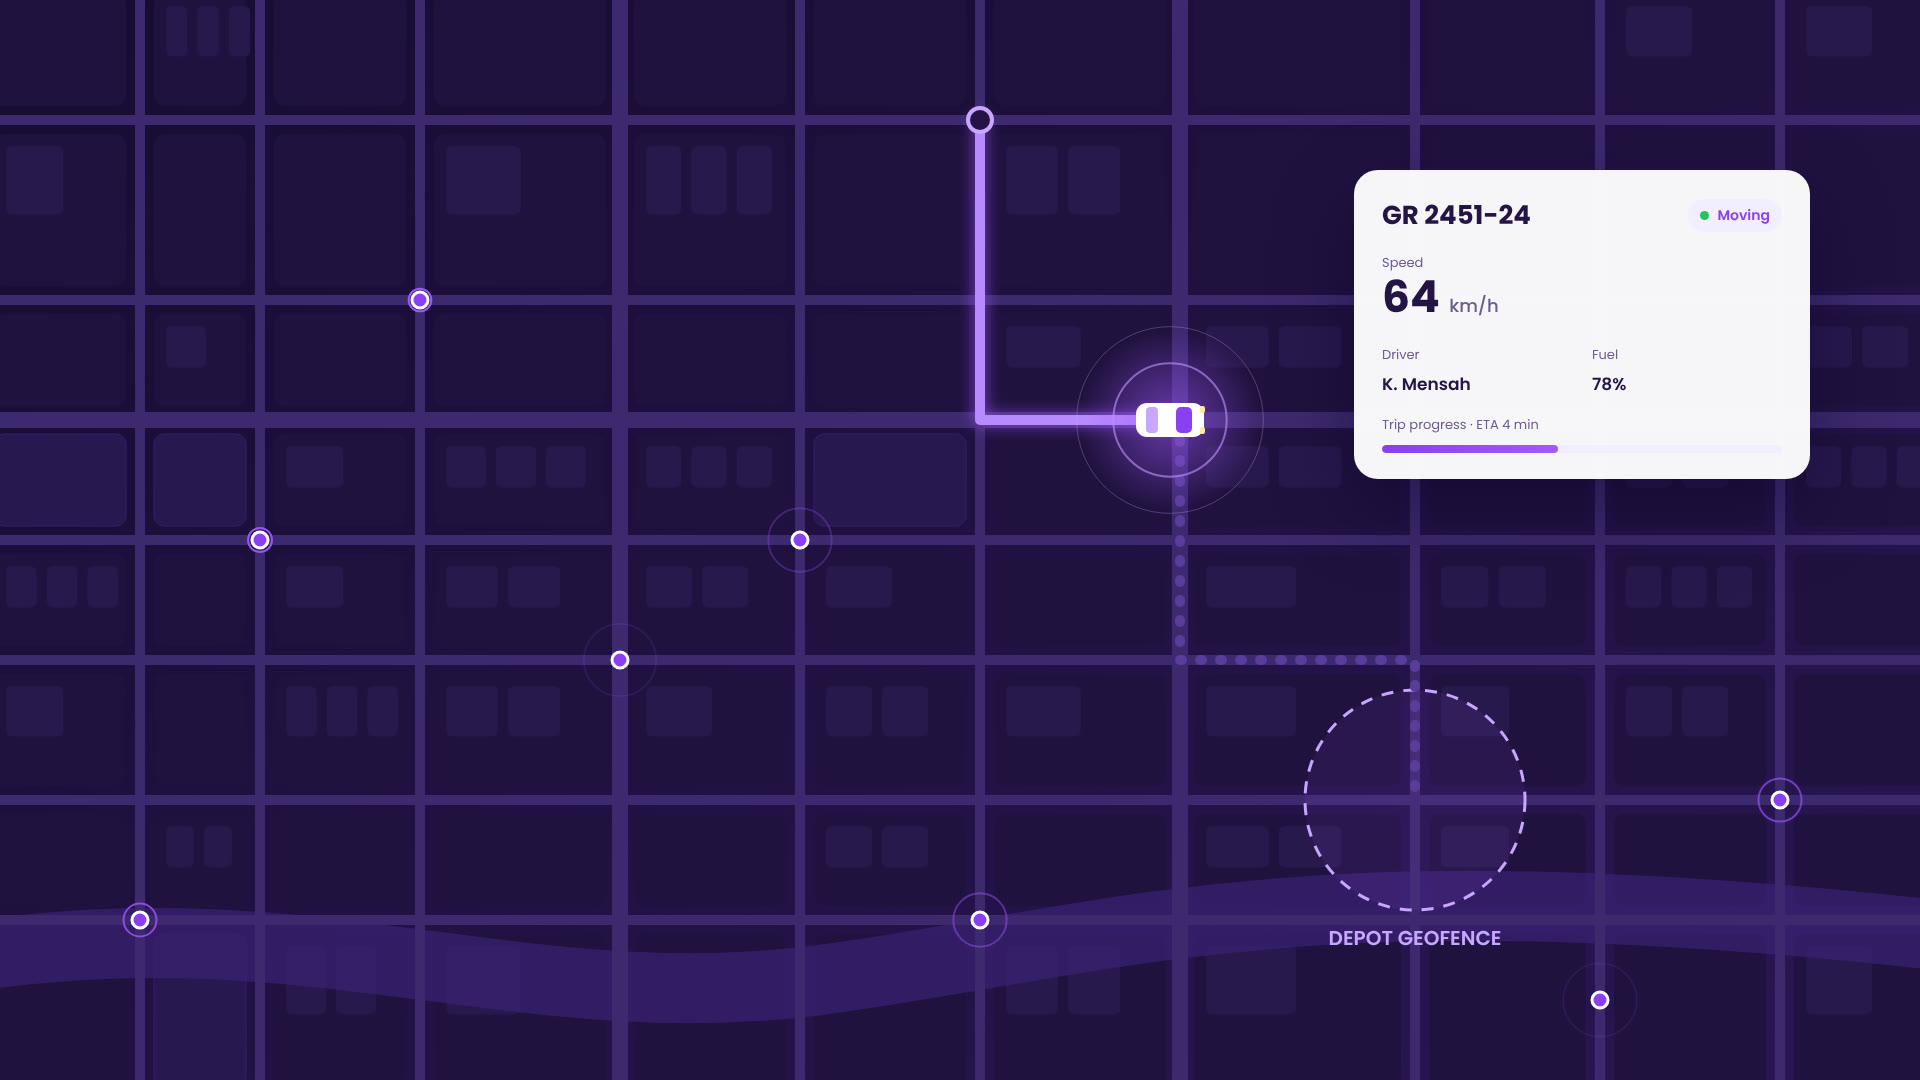 GR 2451-24
Moving
Speed
64 km/h
Driver
Fuel
K. Mensah
78%
Trip progress · ETA 4 min
DEPOT GEOFENCE